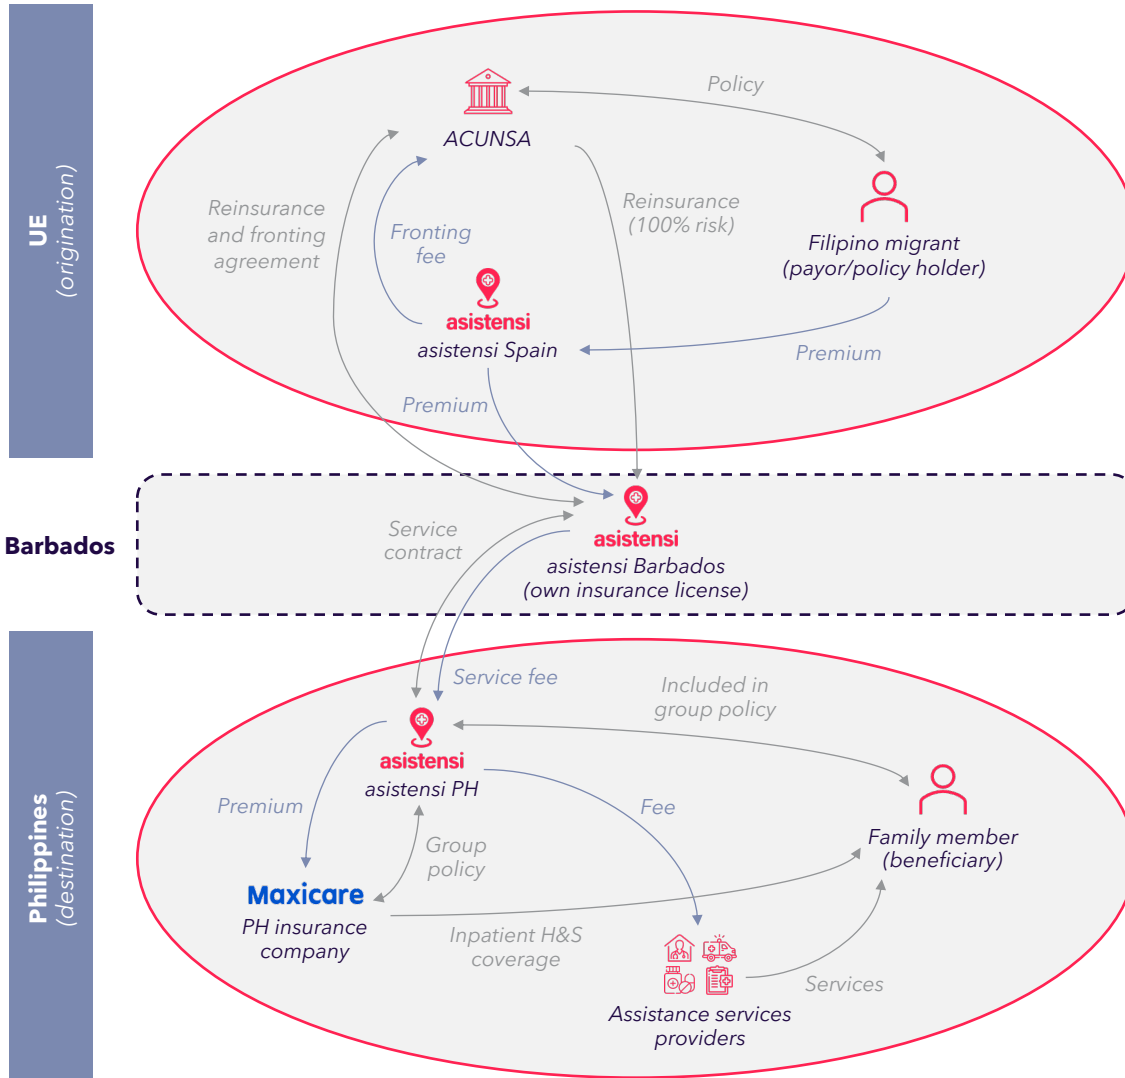 UE
(origination)
Policy
ACUNSA
Reinsurance
and fronting
agreement
Fronting
fee
Reinsurance
(100% risk)
Filipino migrant
(payor/policy holder)
asistensi
asistensi Spain
Premium
Premium
Barbados
Service
contract
asistensi
asistensi Barbados
(own insurance license)
Philippines
(destination)
Service fee
Included in
group policy
asistensi
asistensi PH
Premium
Fee
Group
policy
Family member
(beneficiary)
Maxicare
PH insurance
company
Inpatient H&S
coverage
Services
Assistance services
providers